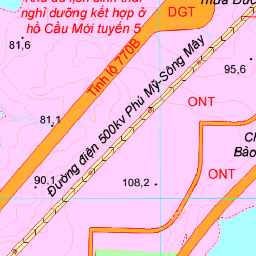 nghỉ dưỡng kết hợp ở
hồ Cầu Mới tuyến 5
DGT
81,6
Tỉnh lộ 770B
95,6
Đường điện 500kv Phú Mỹ-Sông Mây
ONT
81,1
90,1
108,2
ONT